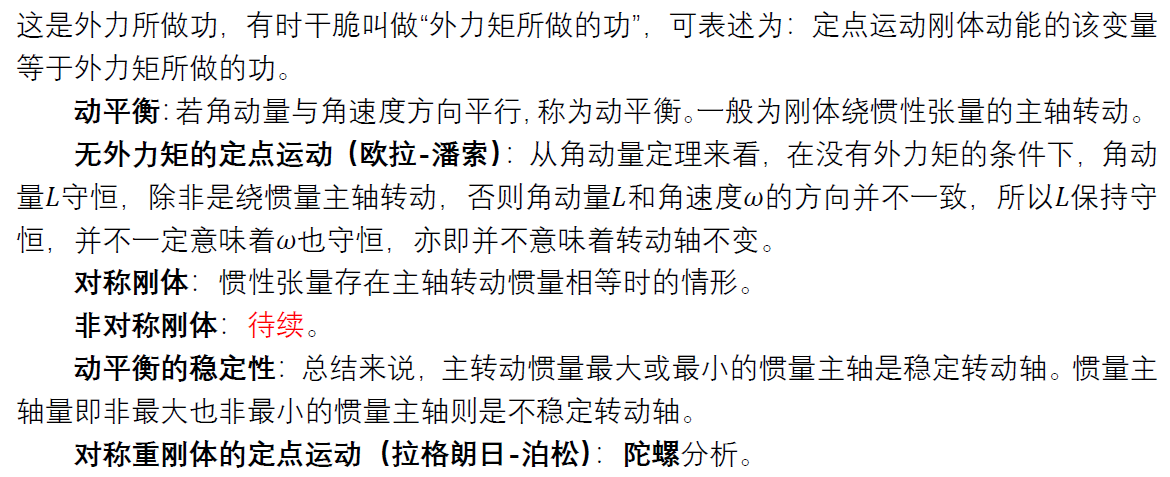 这是外力所做功，有时干脆叫做“外力矩所做的功”，可表述为：定点运动刚体动能的该变量
等于外力矩所做的功。
动平衡：若角动量与角速度方向平行，称为动平衡。一般为刚体绕惯性张量的主轴转动。
无外力矩的定点运动（欧拉-潘索）：从角动量定理来看，在没有外力矩的条件下，角动
量L守恒，除非是绕惯量主轴转动，否则角动量L和角速度ω的方向并不一致，所以L保持守
恒，并不一定意味着ω也守恒，亦即并不意味着转动轴不变。
对称刚体：惯性张量存在主轴转动惯量相等时的情形。
非对称刚体：待续。
动平衡的稳定性：总结来说，主转动惯量最大或最小的惯量主轴是稳定转动轴。惯量主
轴量即非最大也非最小的惯量主轴则是不稳定转动轴。
对称重刚体的定点运动（拉格朗日-泊松）：陀螺分析。